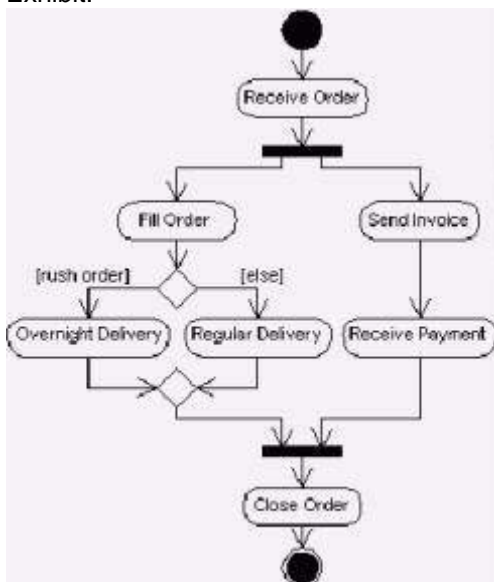 Exhibit:
Receive Order
Fill Order
Send Invoice
[rush order]
[else]
Overnight Delivery
Regular Delivery
Receive Payment
Close Order